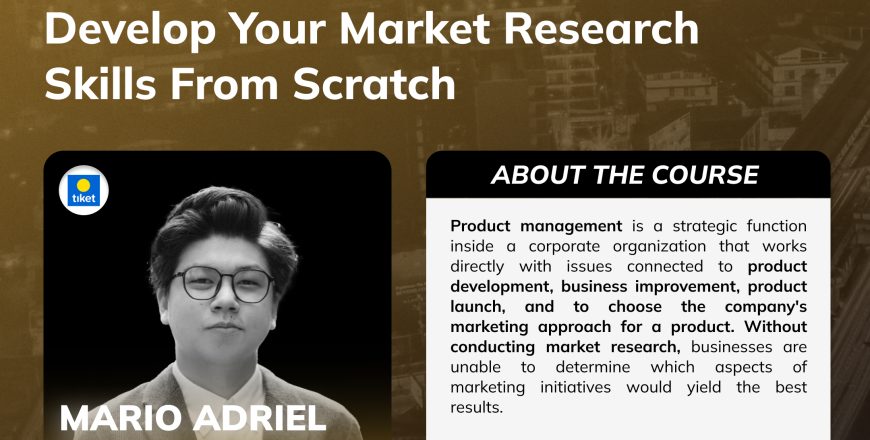 Develop Your Market Research
Skills From Scratch
tiket
MARIO ADRIEL
ABOUT THE COURSE
Product management is a strategic function
inside a corporate organization that works
directly with issues connected to product
development, business improvement, product
launch, and to choose the company's
marketing approach for a product. Without
conducting market research, businesses are
unable to determine which aspects of
marketing initiatives would yield the best
results.